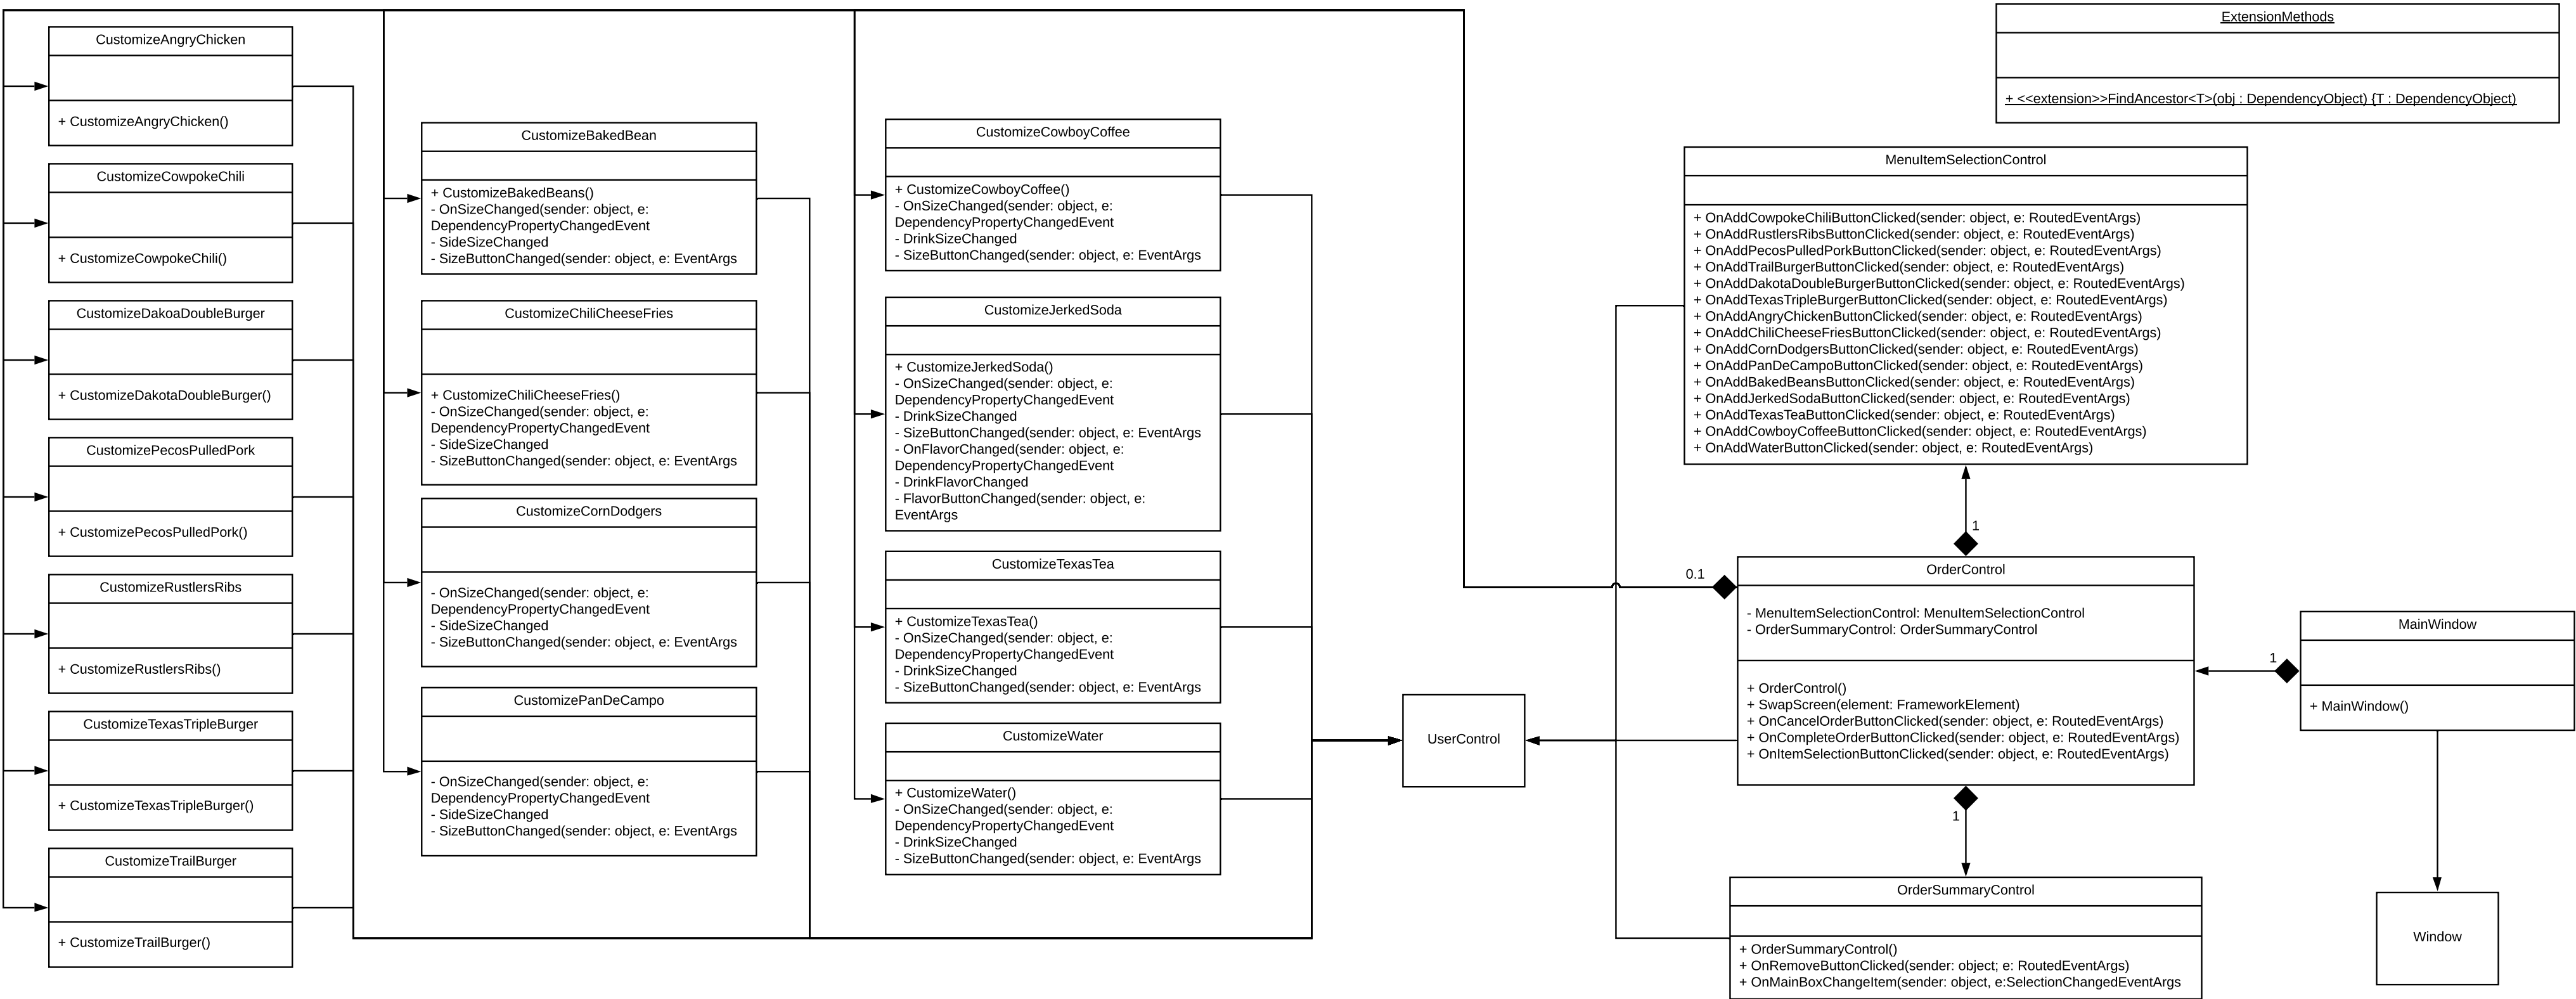 CustomizeAngryChicken
+ CustomizeAngryChicken()
CustomizeCowpokeChili
+ CustomizeCowpokeChili()
CustomizeDakoaDoubleBurger
+ CustomizeDakotaDoubleBurger()
CustomizePecosPulledPork
+ CustomizePecosPulledPork()
CustomizeRustlersRibs
+ CustomizeRustlersRibs()
CustomizeTexasTripleBurger
+ CustomizeTexasTripleBurger()
CustomizeTrailBurger
+ CustomizeTrailBurger()
CustomizeBakedBean
+ CustomizeBakedBeans()
- OnSizeChanged(sender: object, e:
DependencyPropertyChangedEvent
- SideSizeChanged
- SizeButtonChanged(sender: object, e: EventArgs
CustomizeChiliCheeseFries
+ CustomizeChiliCheeseFries()
- OnSizeChanged(sender: object, e:
DependencyPropertyChangedEvent
- SideSizeChanged
- SizeButtonChanged(sender: object, e: EventArgs
CustomizeCornDodgers
- OnSizeChanged(sender: object, e:
DependencyPropertyChangedEvent
- SideSizeChanged
- SizeButtonChanged(sender: object, e: EventArgs
CustomizePanDeCampo
- OnSizeChanged(sender: object, e:
DependencyPropertyChangedEvent
- SideSizeChanged
- SizeButtonChanged(sender: object, e: EventArgs
CustomizeCowboyCoffee
+ CustomizeCowboyCoffee()
- OnSizeChanged(sender: object, e:
DependencyPropertyChangedEvent
- DrinkSizeChanged
- SizeButtonChanged(sender: object, e: EventArgs
CustomizeJerkedSoda
+ CustomizeJerkedSoda()
- OnSizeChanged(sender: object, e:
DependencyPropertyChangedEvent
- DrinkSizeChanged
- SizeButtonChanged(sender: object, e: EventArgs
- OnFlavorChanged(sender: object, e:
DependencyPropertyChangedEvent
- DrinkFlavorChanged
- FlavorButtonChanged(sender: object, e:
EventArgs
CustomizeTexasTea
+ CustomizeTexasTea()
- OnSizeChanged(sender: object, e:
DependencyPropertyChangedEvent
- DrinkSizeChanged
- SizeButtonChanged(sender: object, e: EventArgs
CustomizeWater
+ CustomizeWater()
- OnSizeChanged(sender: object, e:
DependencyPropertyChangedEvent
- DrinkSizeChanged
- SizeButtonChanged(sender: object, e: EventArgs
UserControl
ExtensionMethods
+ <<extension>>FindAncestor<T>(obj : DependencyObject) {T : DependencyObject)
MenuItemSelectionControl
+ OnAddCowpokeChiliButtonClicked(sender: object, e: RoutedEventArgs)
+ OnAddRustlersRibsButtonClicked(sender: object, e: RoutedEventArgs)
+ OnAddPecosPulledPorkButtonClicked(sender: object, e: RoutedEventArgs)
+ OnAddTrailBurgerButtonClicked(sender: object, e: RoutedEventArgs)
+ OnAddDakotaDoubleBurgerButtonClicked(sender: object, e: RoutedEventArgs)
+ OnAddTexasTripleBurgerButtonClicked(sender: object, e: RoutedEventArgs)
+ OnAddAngryChickenButtonClicked(sender: object, e: RoutedEventArgs)
+ OnAddChiliCheeseFriesButtonClicked(sender: object, e: RoutedEventArgs)
+ OnAddCornDodgersButtonClicked(sender: object, e: RoutedEventArgs)
+ OnAddPanDeCampoButtonClicked(sender: object, e: RoutedEventArgs)
+ OnAddBakedBeansButtonClicked(sender: object, e: RoutedEventArgs)
+ OnAddJerkedSodaButtonClicked(sender: object, e: RoutedEventArgs)
+ OnAddTexasTeaButtonClicked(sender: object, e: RoutedEventArgs)
+ OnAddCowboyCoffeeButtonClicked(sender: object, e: RoutedEventArgs)
+ OnAddWaterButtonClicked(sender: object, e: RoutedEventArgs)
1
0.1
OrderControl
- MenuItemSelectionControl: MenuItemSelectionControl
- OrderSummaryControl: OrderSummaryControl
+ OrderControl()
+ SwapScreen(element: FrameworkElement)
+ OnCancelOrderButtonClicked(sender: object, e: RoutedEventArgs)
+ OnCompleteOrderButtonClicked(sender: object, e: RoutedEventArgs)
+ OnItemSelectionButtonClicked(sender: object, e: RoutedEventArgs)
1
1
MainWindow
+ MainWindow()
OrderSummaryControl
+ OrderSummaryControl()
+ OnRemoveButtonClicked(sender: object; e: RoutedEventArgs)
+ OnMainBoxChangeItem(sender: object, e:SelectionChangedEventArgs
Window